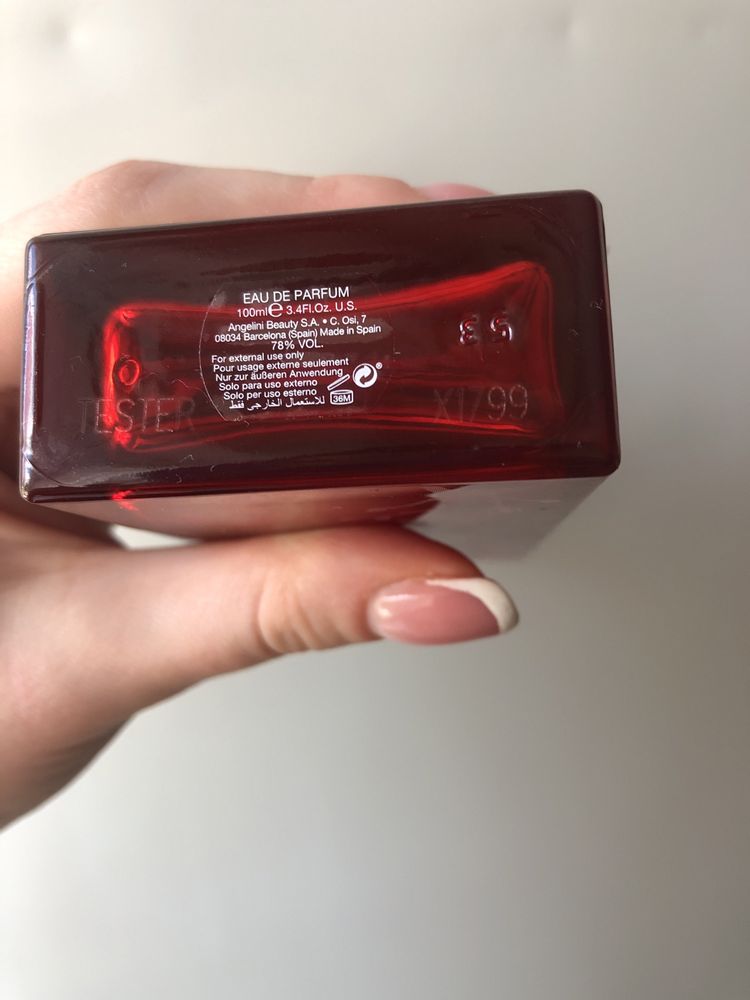 EAU DE PARFUM
100ml℮ 3.4Fl.Oz. U.S.
Angelini Beauty S.A. • C. Osi, 7
08034 Barcelona (Spain) Made in Spain
78% VOL.
For external use only
Pour usage externe seulement
Nur zur äußeren Anwendung
Solo para uso externo
Solo per uso esterno
للاستعمال الخارجي فقط
36M
TESTER
XI/99
53